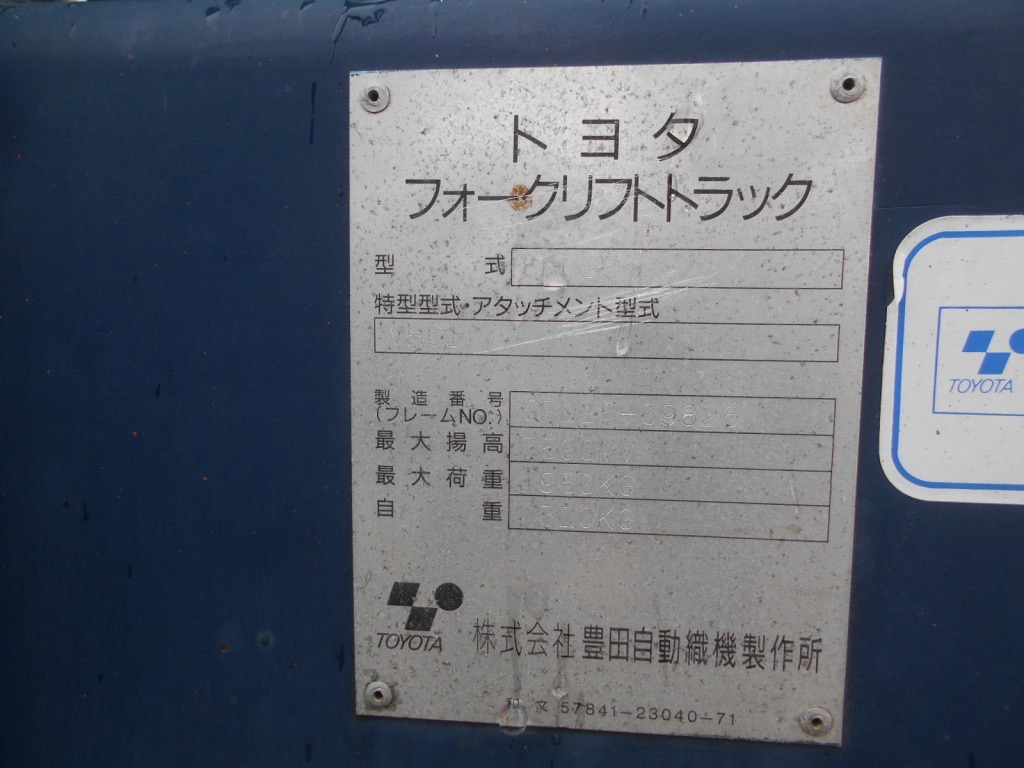 トヨタ
フォークリフトトラック
型 式
特型型式・アタッチメント型式
製造番号
(フレームNO.)
最大揚高
最大荷重 1950KG
自重
TOYOTA 株式会社 豊田自動織機製作所
和文 57841-23040-71
TOYOTA